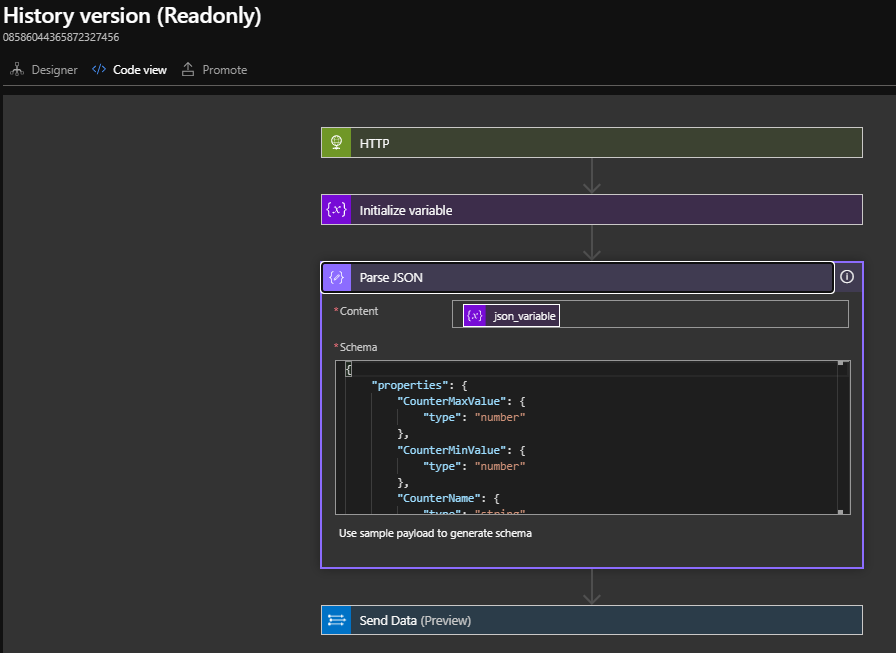 History version (Readonly)
08586044365872327456
Designer </> Code view Promote
HTTP
{x} Initialize variable
Parse JSON
*Content {x} json_variable
*Schema
{
"properties": {
"CounterMaxValue": {
"type": "number"
},
"CounterMinValue": {
"type": "number"
},
"CounterName": {
"type": "string"
Use sample payload to generate schema
Send Data (Preview)